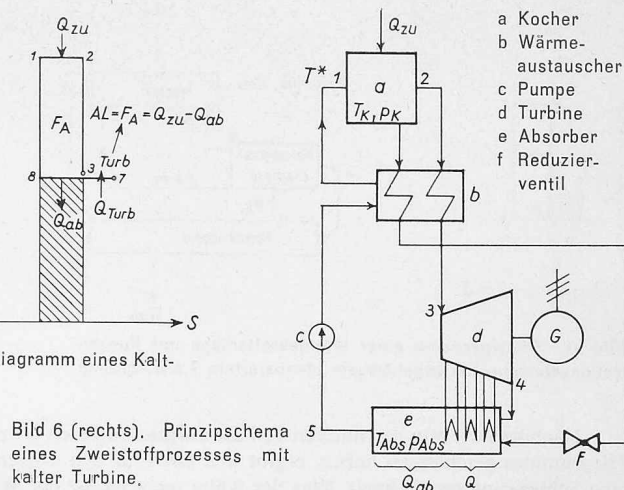 Q_zu
1 2
F_A
AL=F_A=Q_zu-Q_ab
Turb
8 3 7
Q_ab
Q_Turb
S
iagramm eines Kalt-
Bild 6 (rechts). Prinzipschema
eines Zweistoffprozesses mit
kalter Turbine.
Q_zu
T* 1 a 2
T_K, p_K
b
c
3
d
G
4
5
e
T_Abs p_Abs
F
Q_ab Q
a Kocher
b Wärme-
austauscher
c Pumpe
d Turbine
e Absorber
f Reduzier-
ventil